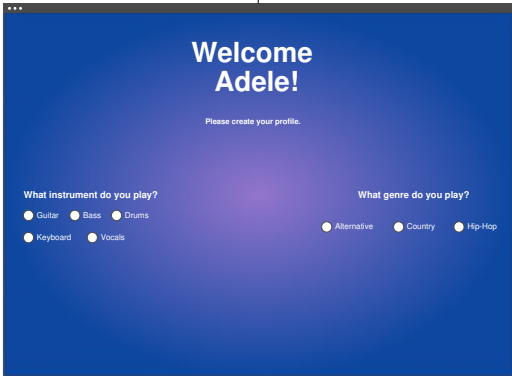 Welcome
Adele!
Please create your profile.
What instrument do you play?
Guitar Bass Drums
Keyboard Vocals
What genre do you play?
Alternative Country Hip-Hop